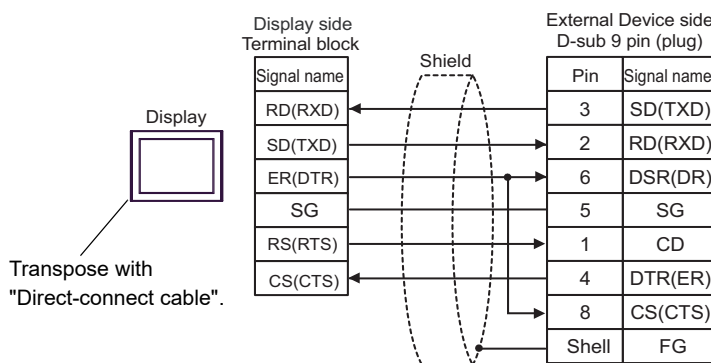 Display side
Terminal block
External Device side
D-sub 9 pin (plug)
Shield
Signal name
Pin
Signal name
RD(RXD)
3
SD(TXD)
Display
SD(TXD)
2
RD(RXD)
ER(DTR)
6
DSR(DR)
SG
5
SG
RS(RTS)
1
CD
Transpose with
"Direct-connect cable".
CS(CTS)
4
DTR(ER)
8
CS(CTS)
Shell
FG